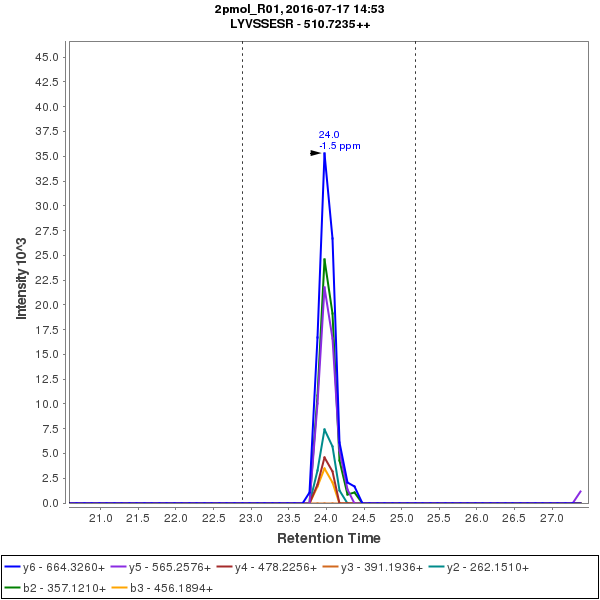 2pmol_R01, 2016-07-17 14:53
LYVSSESR - 510.7235++
45.0
42.5
40.0
37.5
35.0
32.5
30.0
27.5
25.0
22.5
20.0
17.5
15.0
12.5
10.0
7.5
5.0
2.5
0.0
Intensity 10^3
24.0
-1.5 ppm
21.0 21.5 22.0 22.5 23.0 23.5 24.0 24.5 25.0 25.5 26.0 26.5 27.0
Retention Time
y6 - 664.3260+ y5 - 565.2576+ y4 - 478.2256+ y3 - 391.1936+ y2 - 262.1510+
b2 - 357.1210+ b3 - 456.1894+